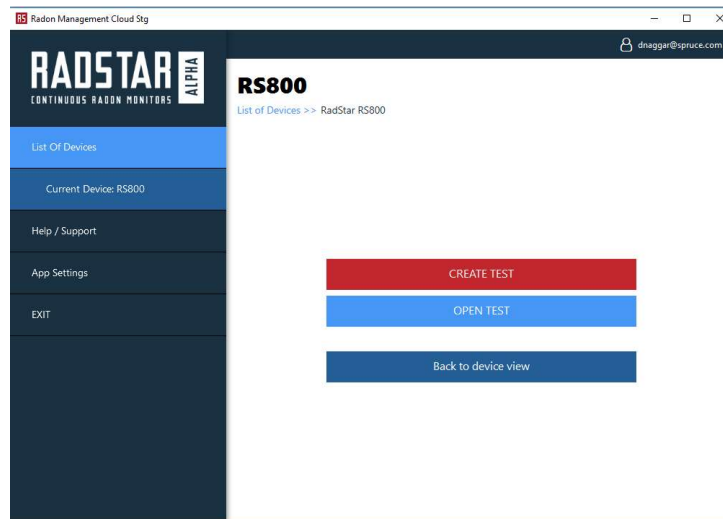 RS Radon Management Cloud Stg
dnaggar@spruce.com
RADSTAR ALPHA
CONTINUOUS RADON MONITORS
RS800
List of Devices >> RadStar RS800
List Of Devices
Current Device: RS800
Help / Support
App Settings
EXIT
CREATE TEST
OPEN TEST
Back to device view